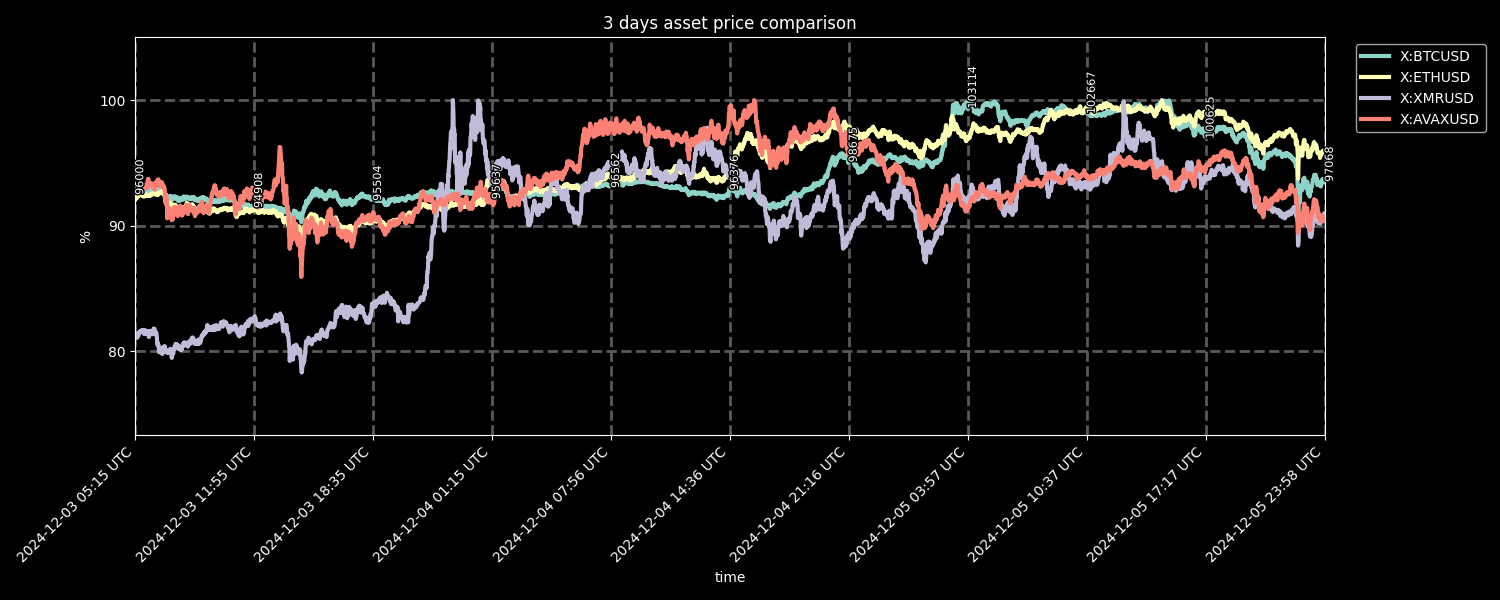 3 days asset price comparison
X:BTCUSD
X:ETHUSD
X:XMRUSD
X:AVAXUSD
%
100
90
80
96000
94908
95504
95637
96562
96376
98675
103114
102667
100625
97068
2024-12-03 05:15 UTC
2024-12-03 11:55 UTC
2024-12-03 18:35 UTC
2024-12-04 01:15 UTC
2024-12-04 07:56 UTC
2024-12-04 14:36 UTC
2024-12-04 21:16 UTC
2024-12-05 03:57 UTC
2024-12-05 10:37 UTC
2024-12-05 17:17 UTC
2024-12-05 23:58 UTC
time